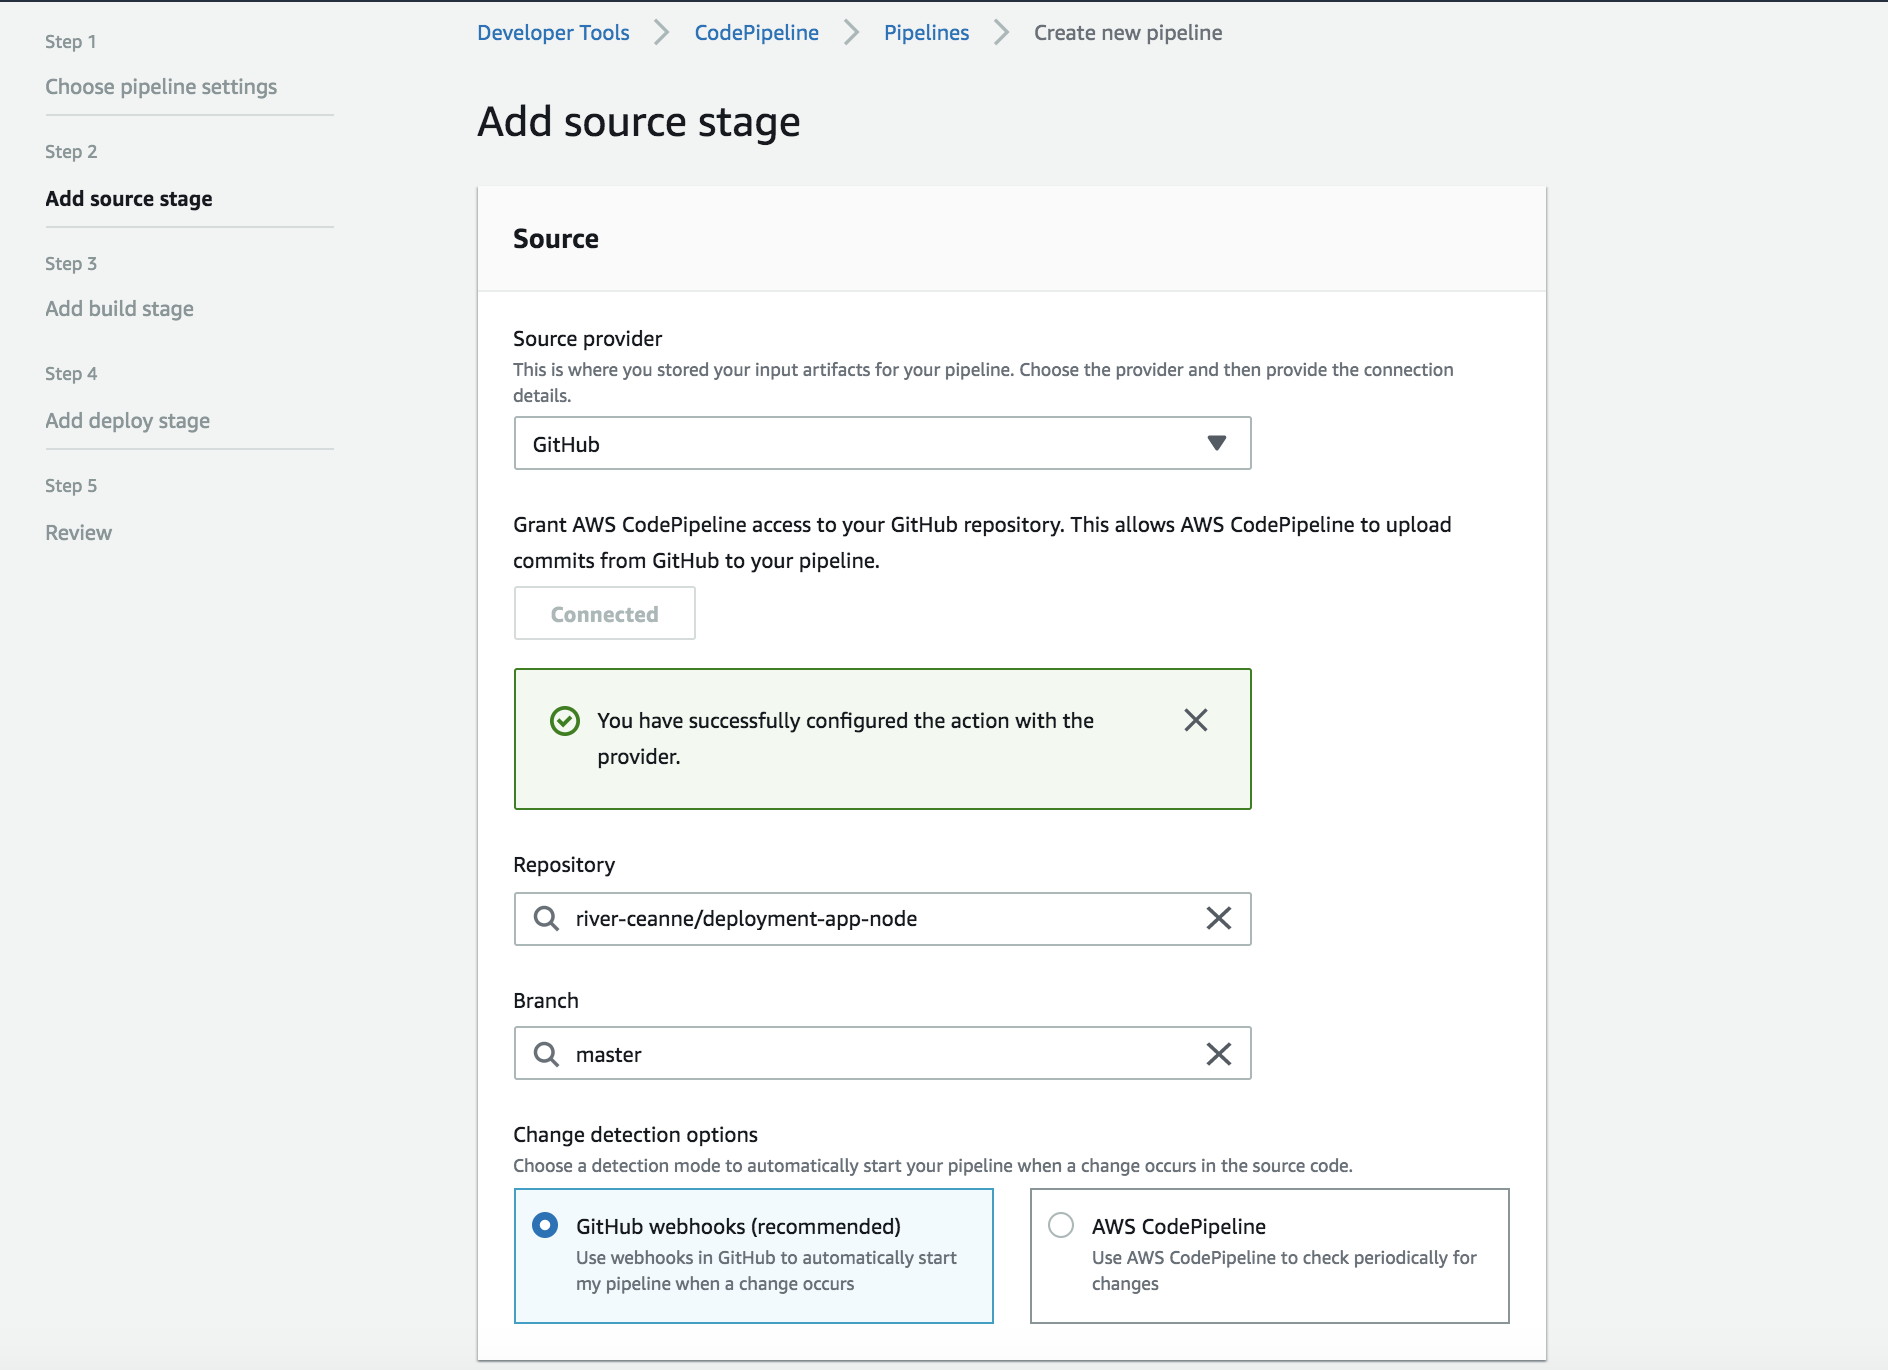 Step 1
Choose pipeline settings
Step 2
Add source stage
Step 3
Add build stage
Step 4
Add deploy stage
Step 5
Review
Developer Tools CodePipeline Pipelines Create new pipeline
Add source stage
Source
Source provider
This is where you stored your input artifacts for your pipeline. Choose the provider and then provide the connection
details.
GitHub
Grant AWS CodePipeline access to your GitHub repository. This allows AWS CodePipeline to upload
commits from GitHub to your pipeline.
Connected
You have successfully configured the action with the
provider.
Repository
river-ceanne/deployment-app-node
Branch
master
Change detection options
Choose a detection mode to automatically start your pipeline when a change occurs in the source code.
GitHub webhooks (recommended)
Use webhooks in GitHub to automatically start
my pipeline when a change occurs
AWS CodePipeline
Use AWS CodePipeline to check periodically for
changes